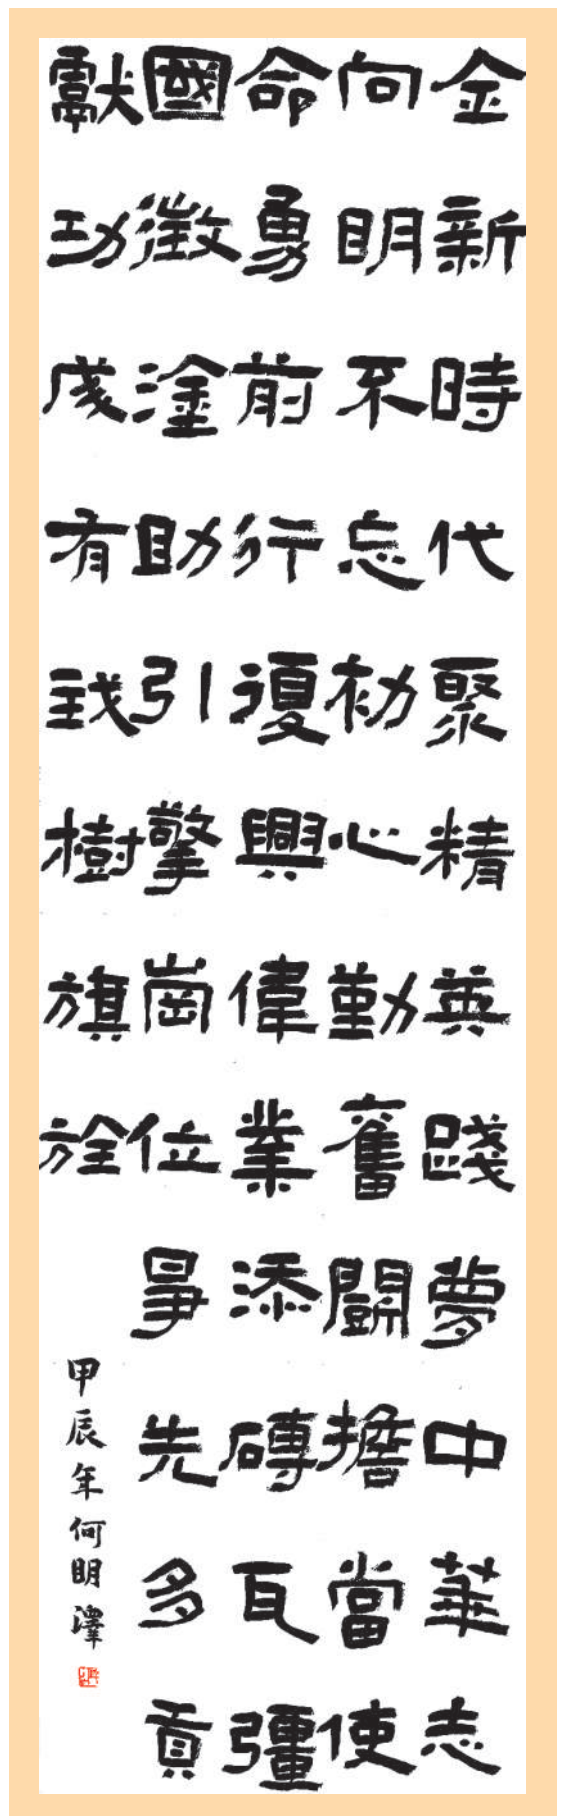 金新時代聚精英踐夢中華志
向明不忘初心勤奮鬪擔當使
命勇前行復興偉業添磚瓦彊
國徵塗助引擎崗位爭先多貢
獻功成有我樹旗旌
甲辰年何明澤